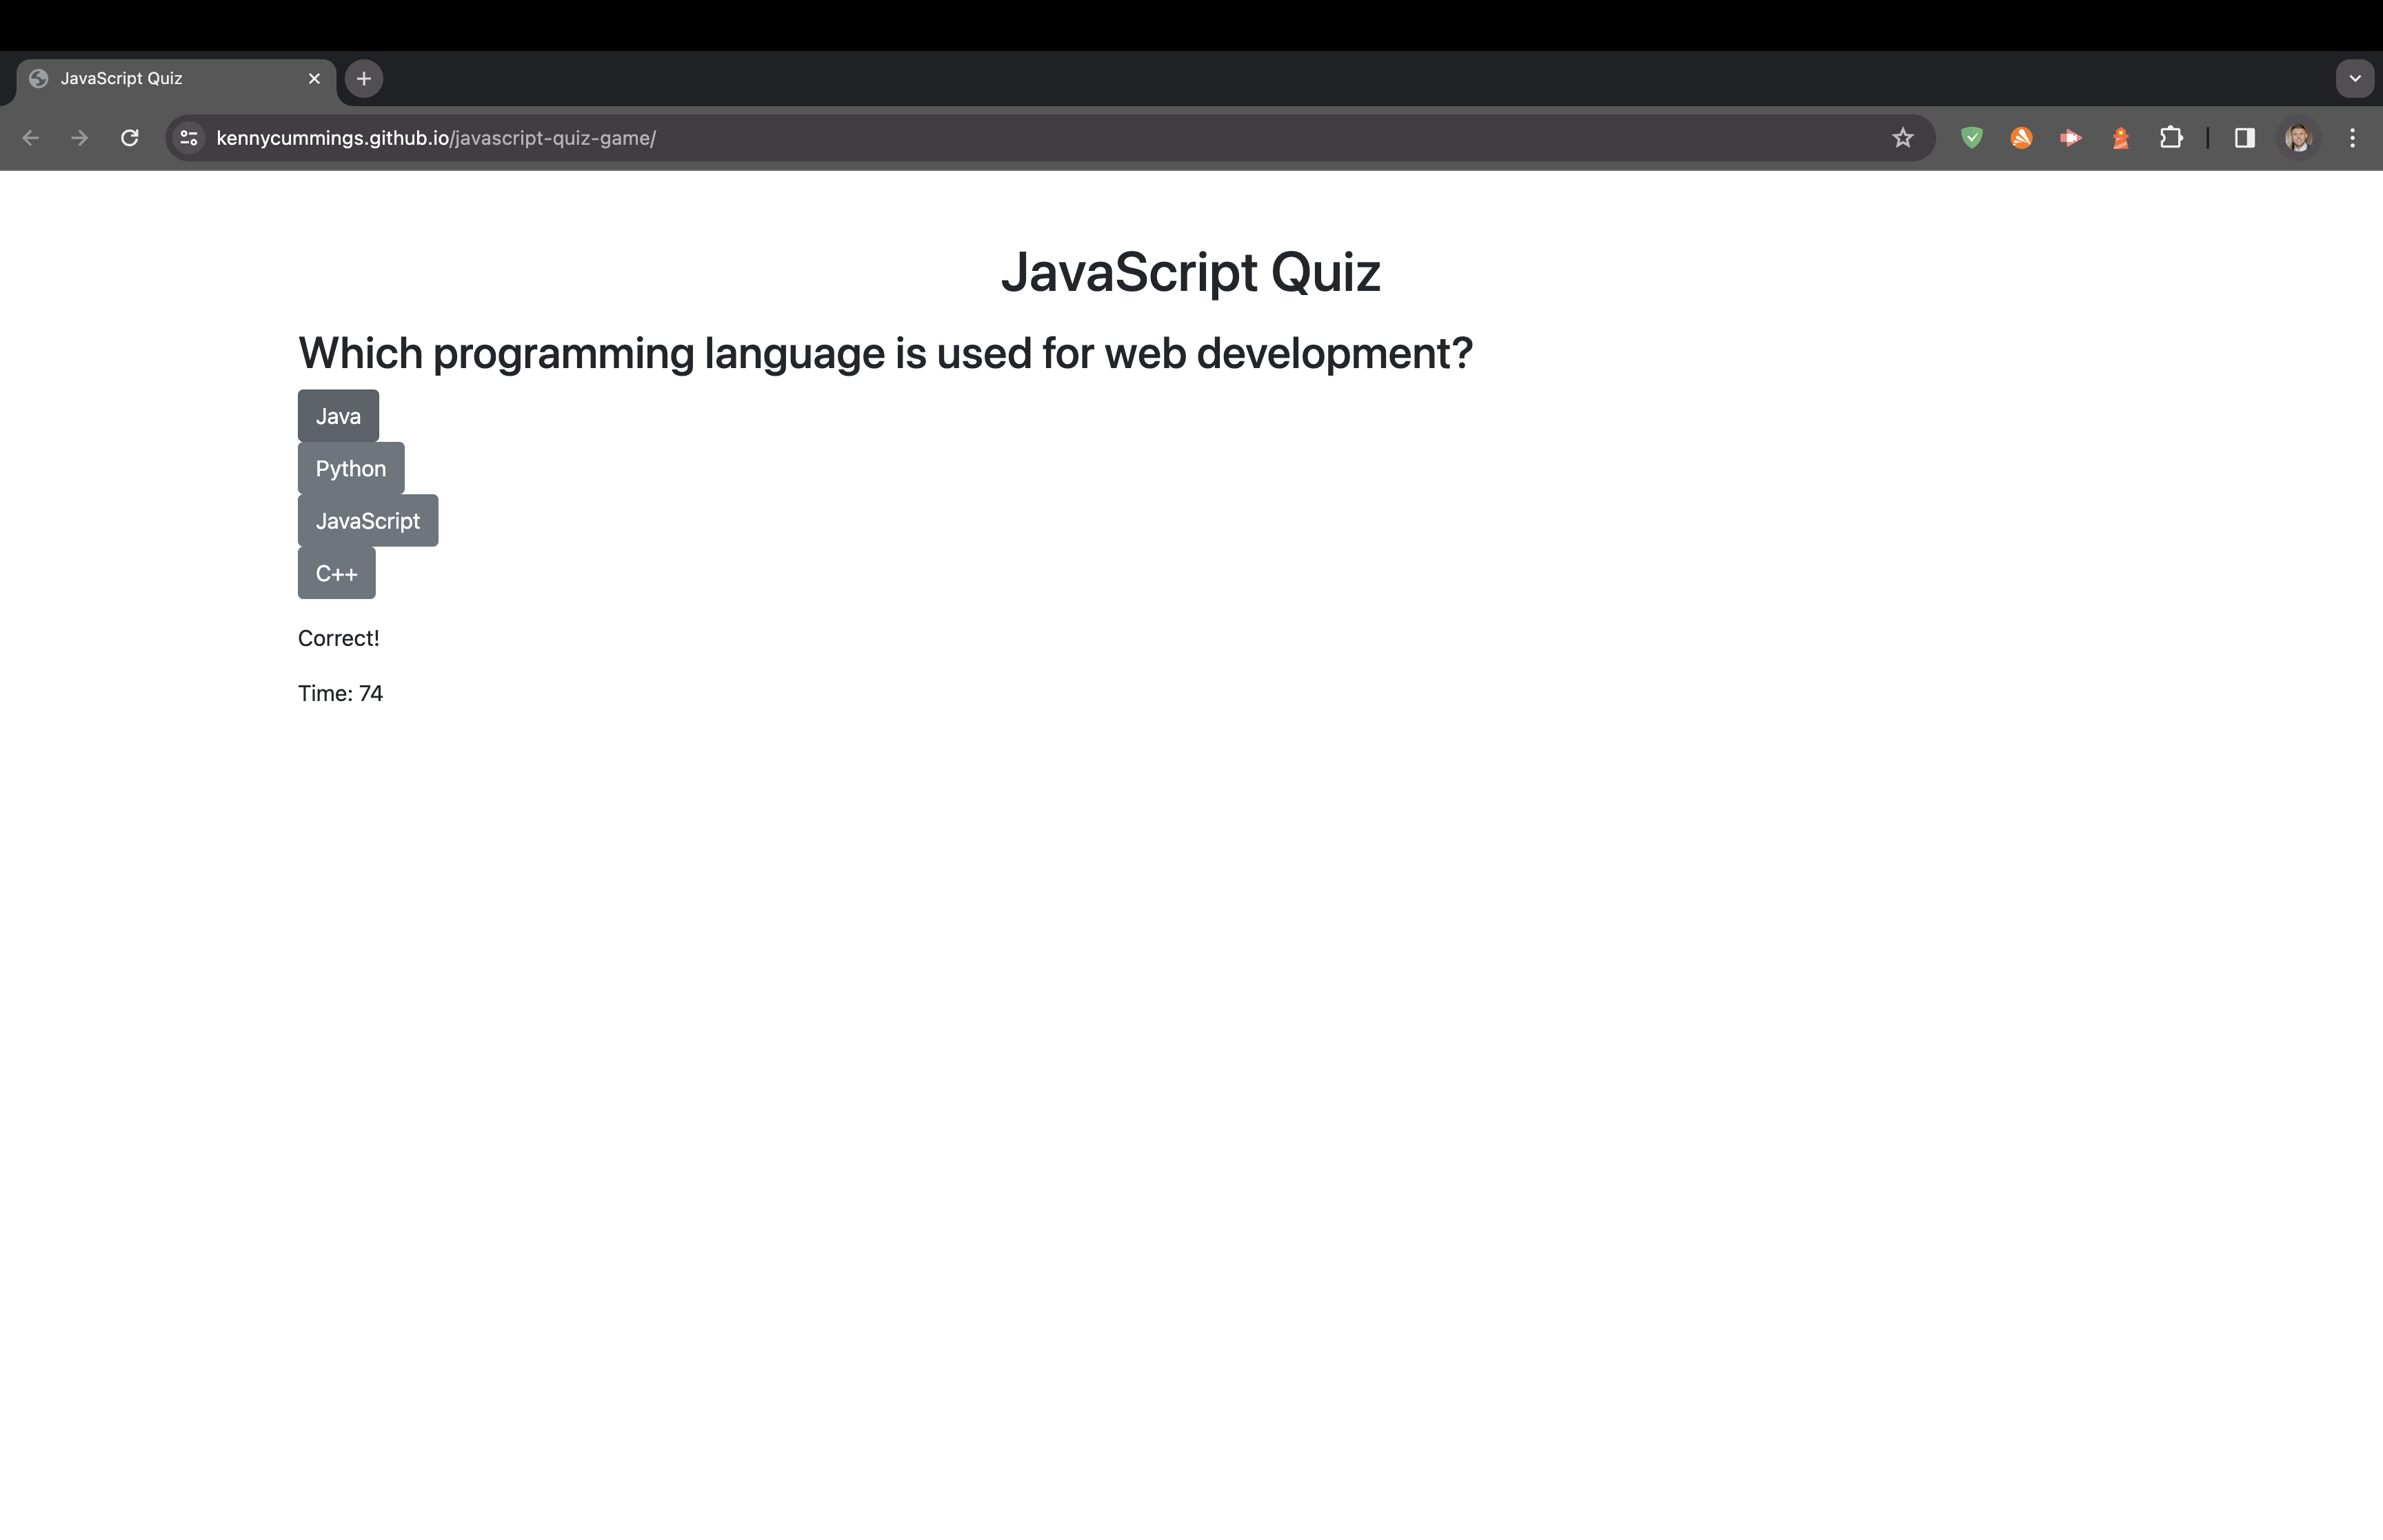 JavaScript Quiz
kennycummings.github.io/javascript-quiz-game/
JavaScript Quiz
Which programming language is used for web development?
Java
Python
JavaScript
C++
Correct!
Time: 74